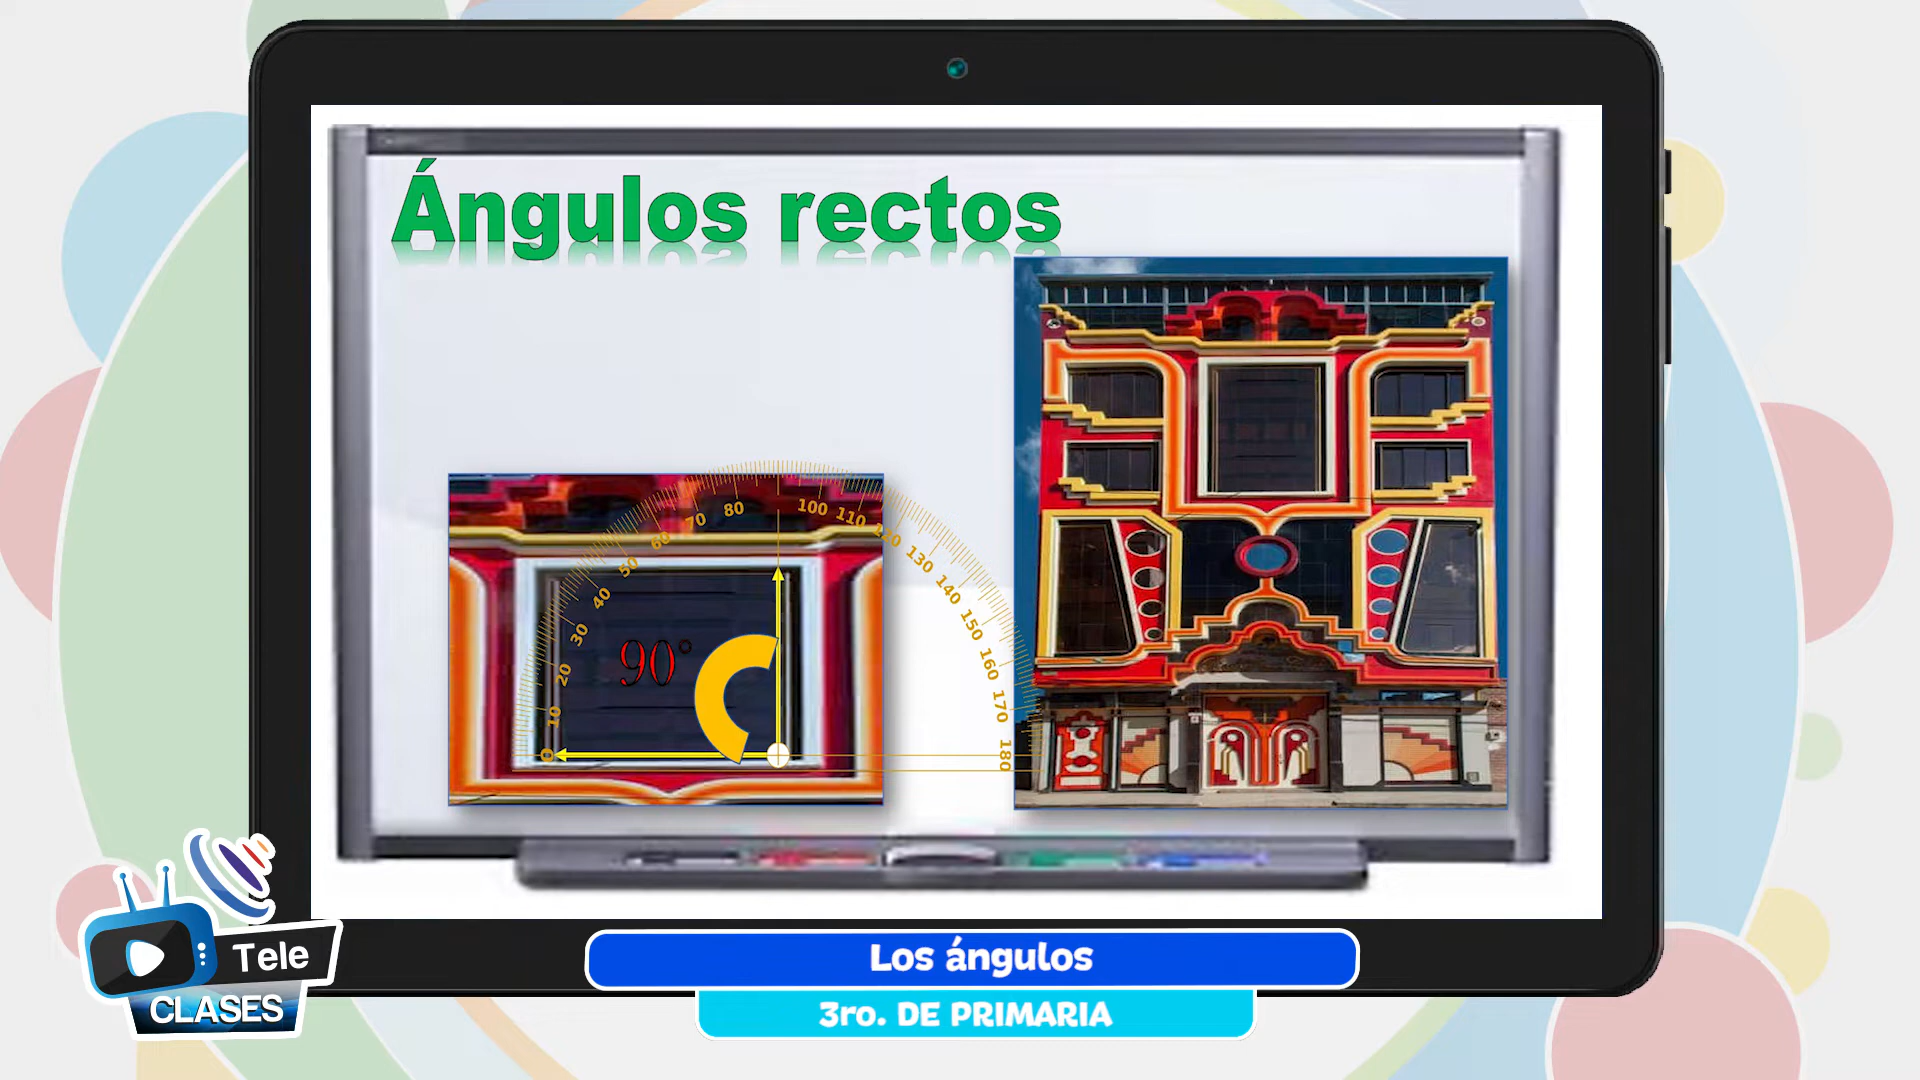 Ángulos rectos
70 80 100 110 120 130 140 150 160 170 180
60 50 40 30 20 10 0
90°
Tele
CLASES
Los ángulos
3ro. DE PRIMARIA